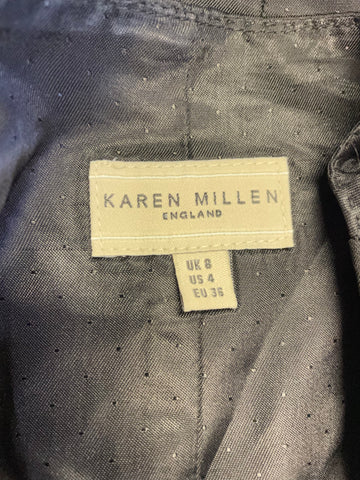 KAREN MILLEN
ENGLAND
UK 8
US 4
EU 36